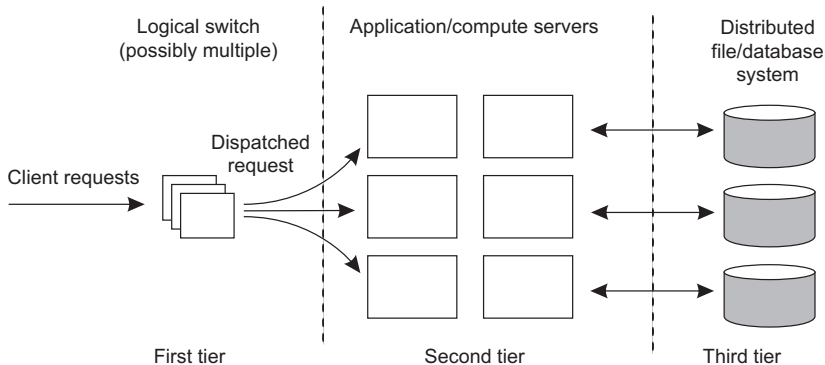 Logical switch
(possibly multiple)
Application/compute servers
Distributed
file/database
system
Dispatched
request
Client requests
First tier
Second tier
Third tier